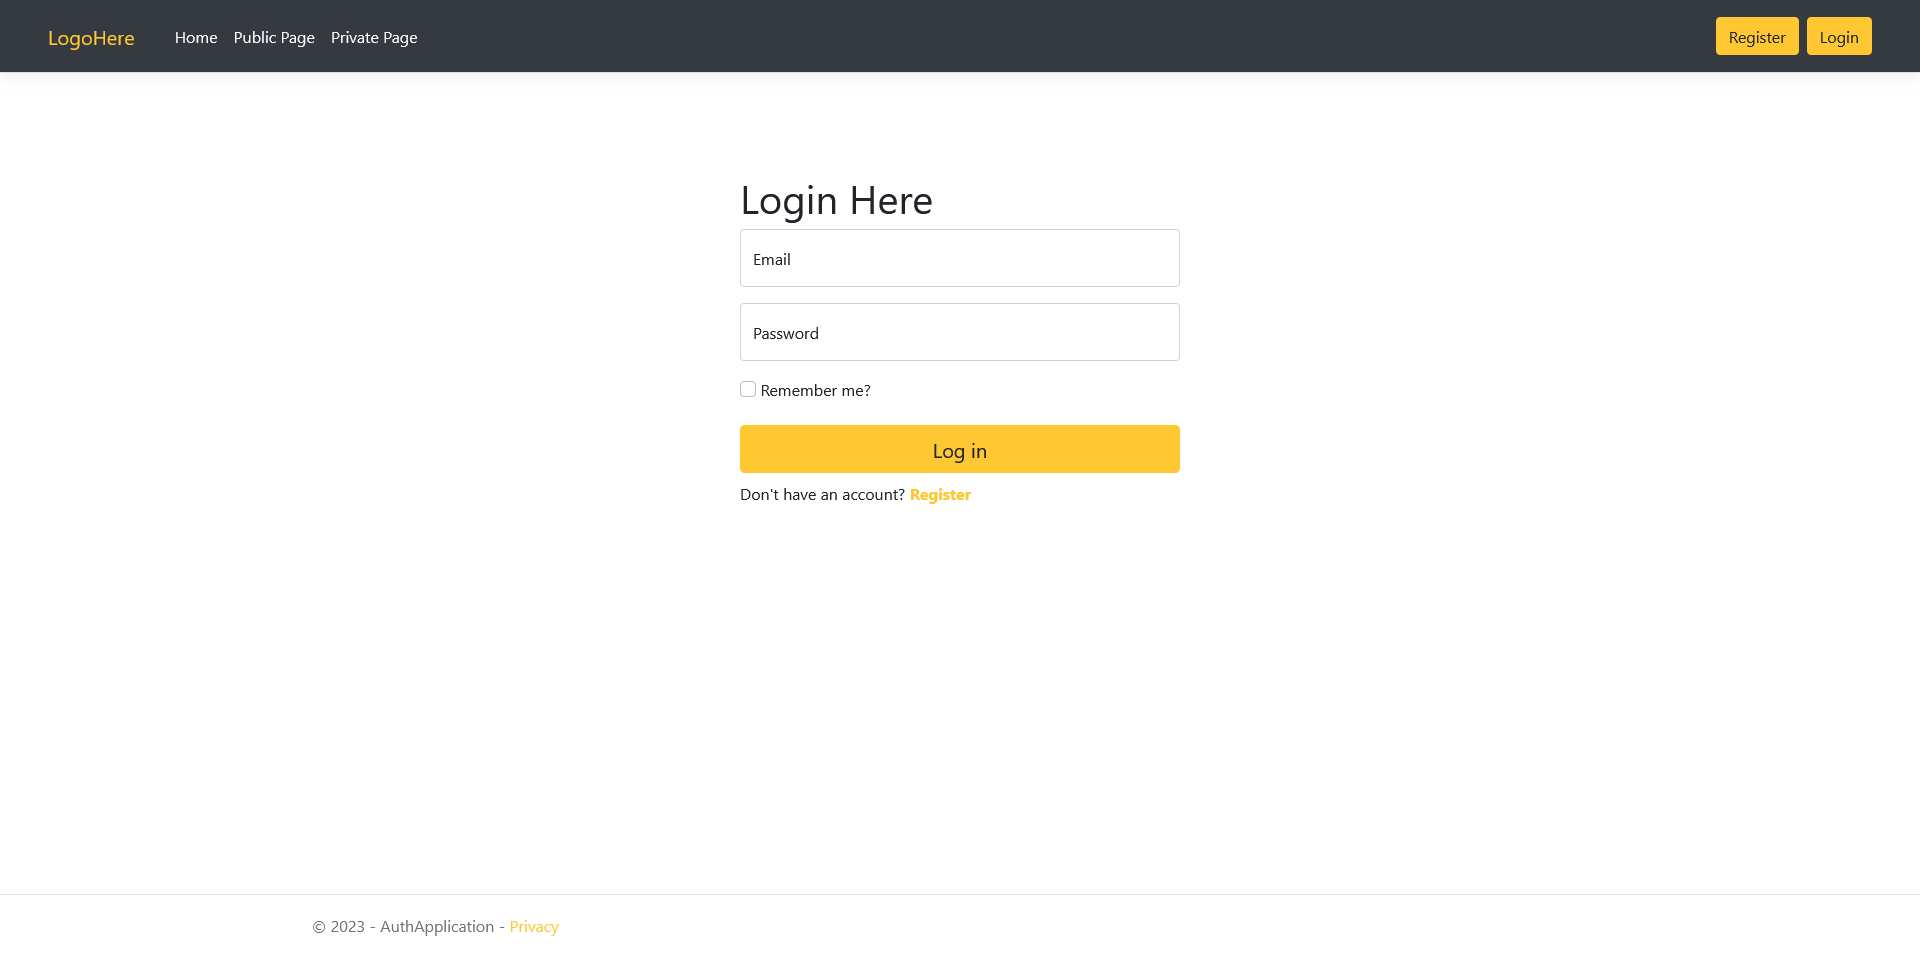 LogoHere Home Public Page Private Page Register Login
Login Here
Email
Password
Remember me?
Log in
Don't have an account? Register
© 2023 - AuthApplication - Privacy